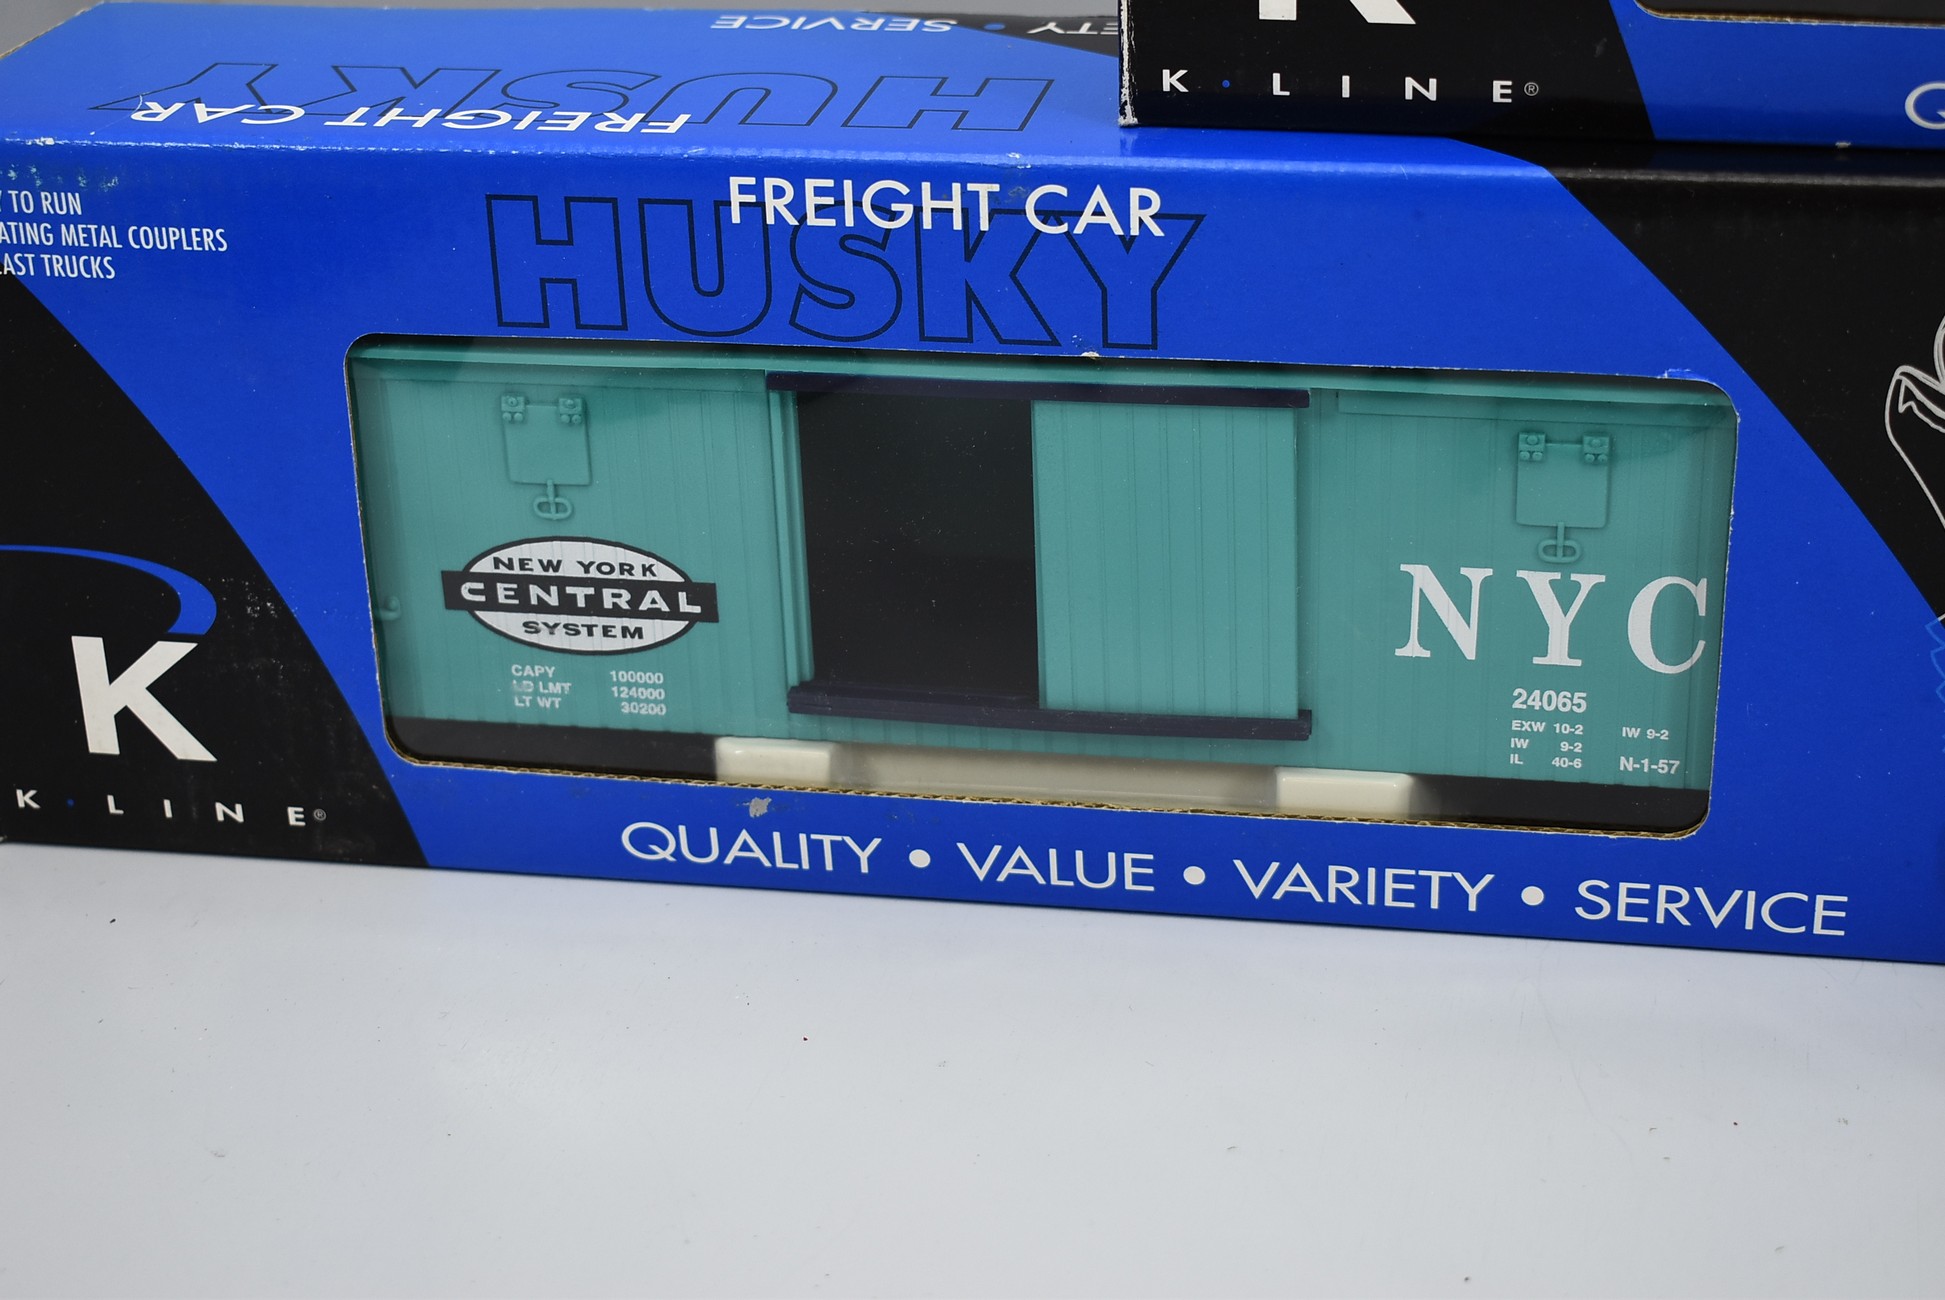 SERVICE • 
HUSKY
FREIGHT CAR
K
K • LINE®
TO RUN
METAL COUPLERS
TRUCKS
FREIGHT CAR
HUSKY
NEW YORK
CENTRAL
SYSTEM
CAPY 100000
LD LMT 124000
LT WT 30200
NYC
24065
EXW 10-2 IW 9-2
IW 9-2
IL 40-6 N-1-57
K
K • LINE®
QUALITY • VALUE • VARIETY • SERVICE